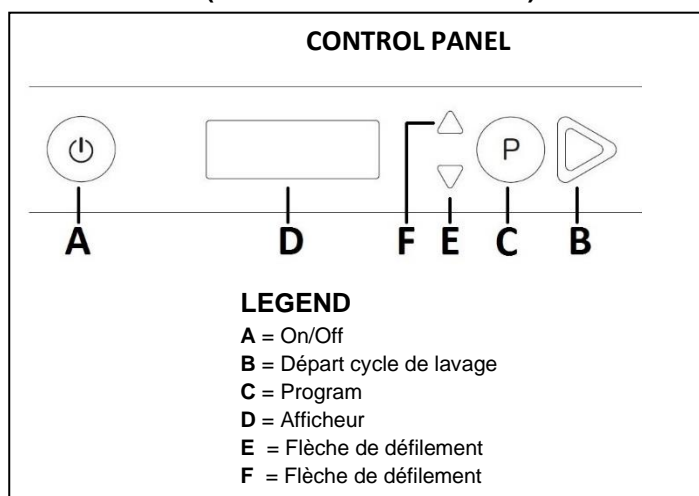 CONTROL PANEL
P
A D F E C B
LEGEND
A = On/Off
B = Départ cycle de lavage
C = Program
D = Afficheur
E = Flèche de défilement
F = Flèche de défilement